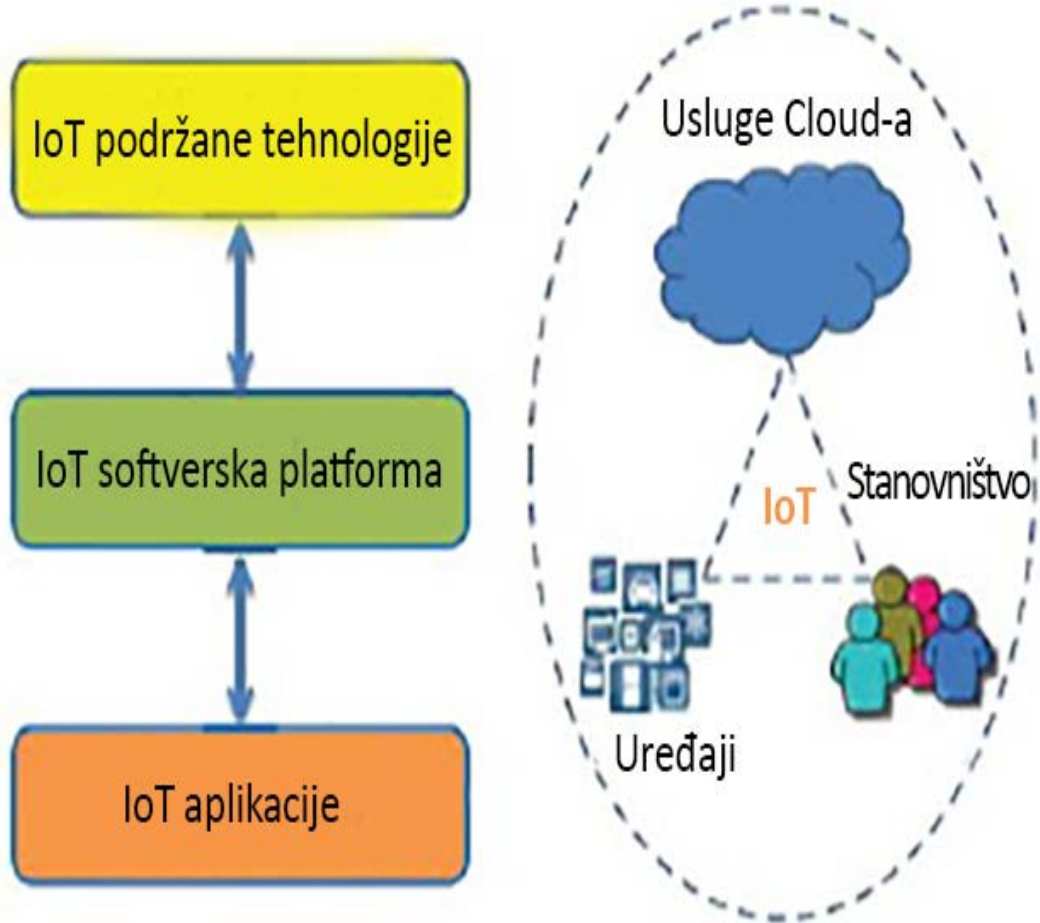 IoT podržane tehnologije
IoT softverska platforma
IoT aplikacije
Usluge Cloud-a
IoT
Stanovništvo
Uređaji